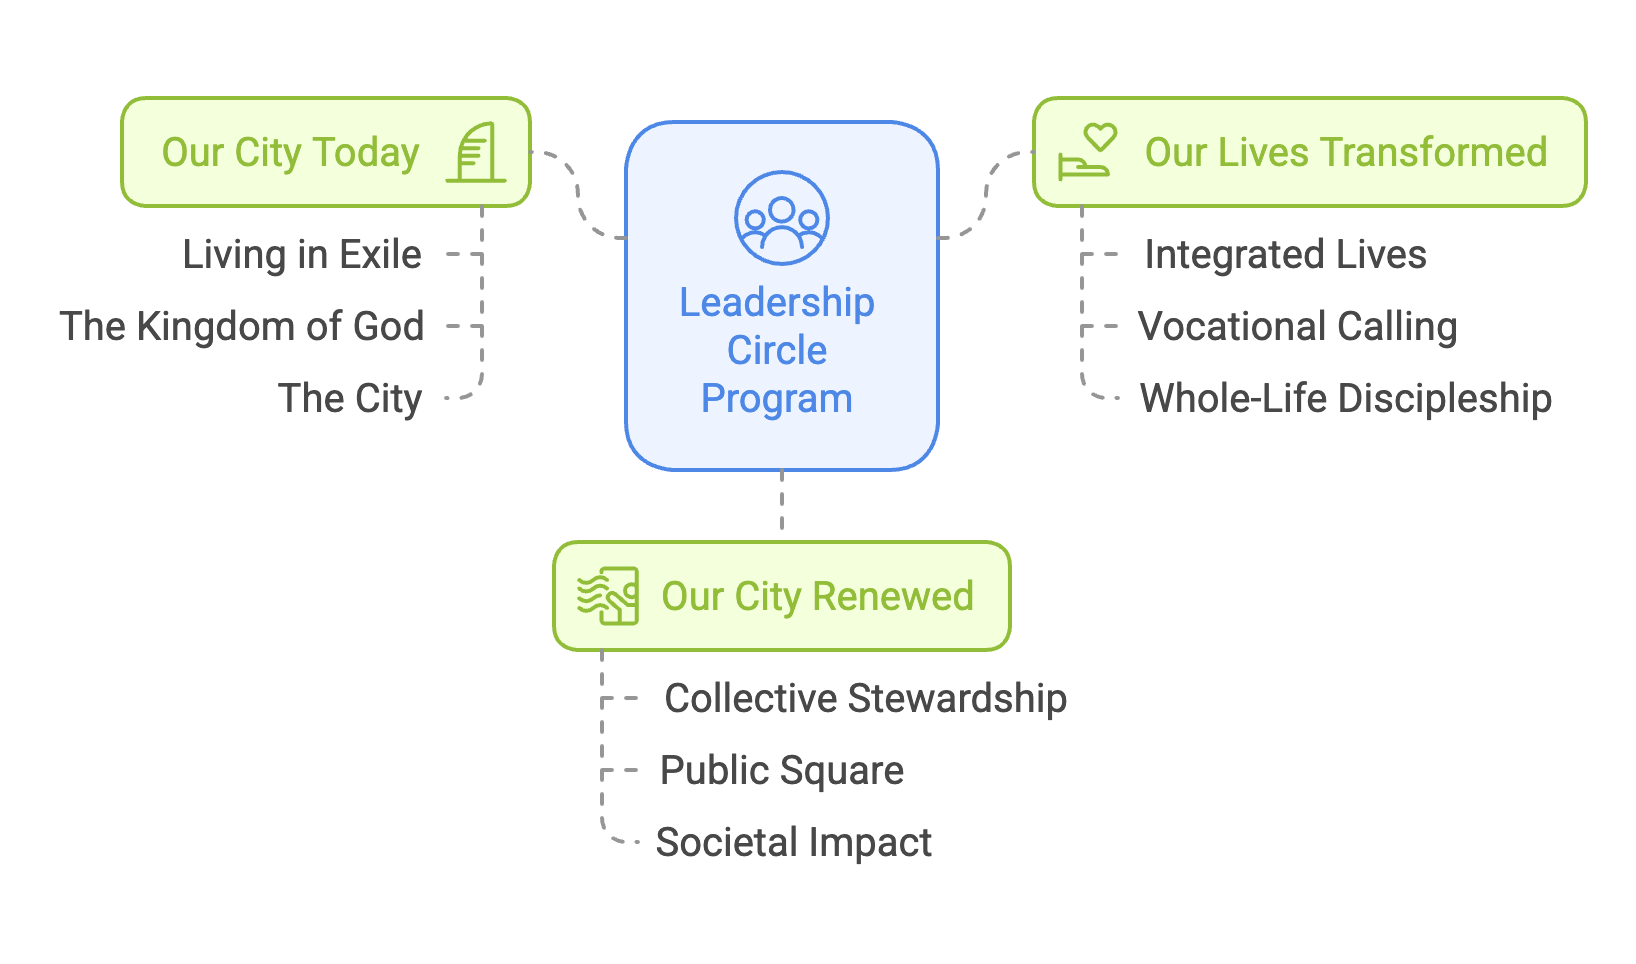 Our City Today
Living in Exile
The Kingdom of God
The City
Leadership
Circle
Program
Our Lives Transformed
Integrated Lives
Vocational Calling
Whole-Life Discipleship
Our City Renewed
Collective Stewardship
Public Square
Societal Impact